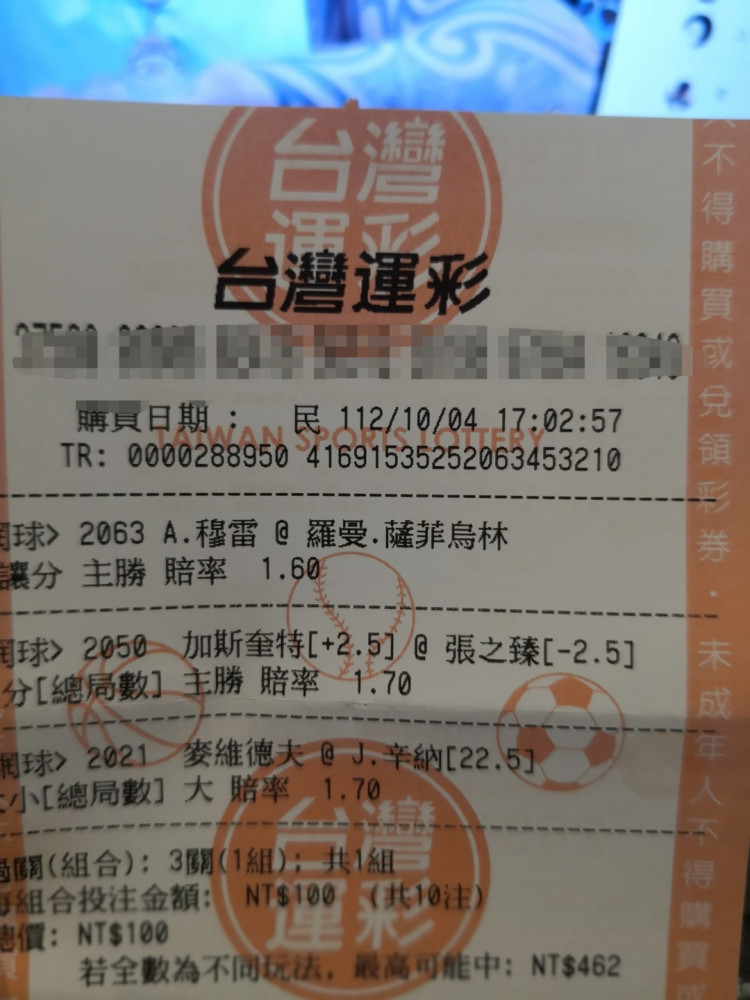 台灣
運彩
台灣運彩
購買日期： 民 112/10/04 17:02:57
TAIWAN SPORTS LOTTERY
TR: 0000288950 41691535252063453210
網球> 2063 A.穆雷 @ 羅曼.薩菲烏林
讓分 主勝 賠率 1.60
網球> 2050 加斯奎特[+2.5] @ 張之臻[-2.5]
分[總局數] 主勝 賠率 1.70
網球> 2021 麥維德夫 @ J.辛納[22.5]
大小[總局數] 大 賠率 1.70
過關(組合): 3關(1組); 共1組
每組合投注金額: NT$100 (共10注)
總價: NT$100
若全數為不同玩法, 最高可能中: NT$462
台灣
運彩
人不得購買或兌領彩券．未成年人不得購買